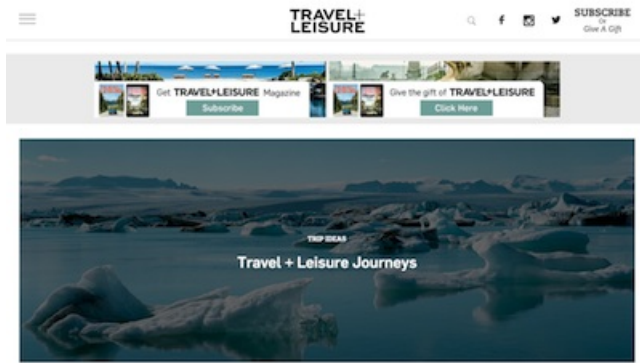 TRAVEL+
LEISURE
SUBSCRIBE
Or
Give A Gift
Get TRAVEL+LEISURE Magazine
Subscribe
Give the gift of TRAVEL+LEISURE
Click Here
TRIP IDEAS
Travel + Leisure Journeys